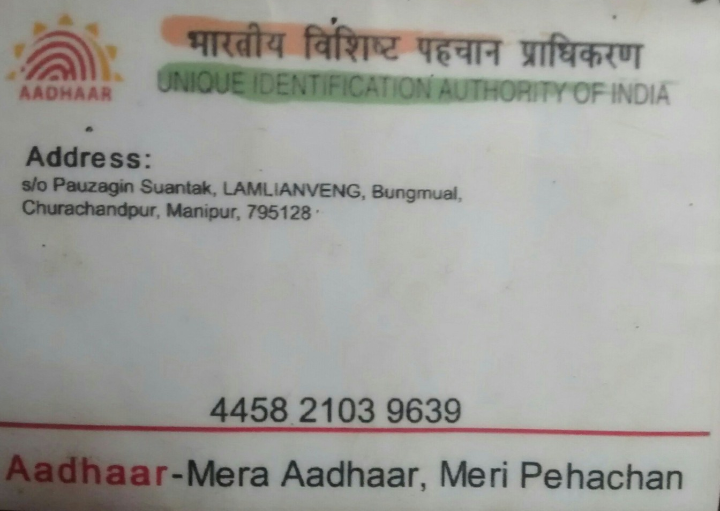 भारतीय विशिष्ट पहचान प्राधिकरण
UNIQUE IDENTIFICATION AUTHORITY OF INDIA
AADHAAR
Address:
s/o Pauzagin Suantak, LAMLIANVENG, Bungmual,
Churachandpur, Manipur, 795128
4458 2103 9639
Aadhaar-Mera Aadhaar, Meri Pehachan